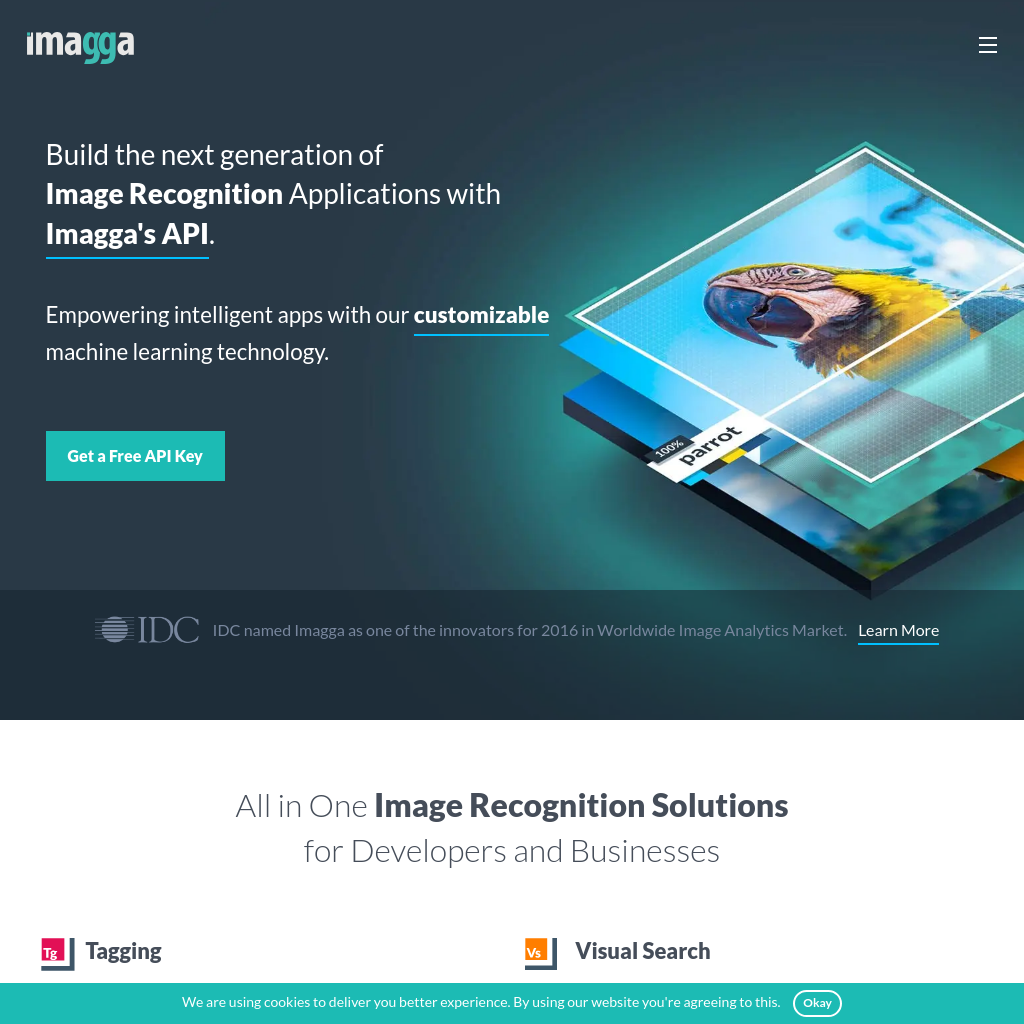 imagga
Build the next generation of
Image Recognition Applications with
Imagga's API.
Empowering intelligent apps with our customizable
machine learning technology.
Get a Free API Key
100%
parrot
IDC
IDC named Imagga as one of the innovators for 2016 in Worldwide Image Analytics Market. Learn More
All in One Image Recognition Solutions
for Developers and Businesses
Tg Tagging
Vs Visual Search
We are using cookies to deliver you better experience. By using our website you're agreeing to this. Okay